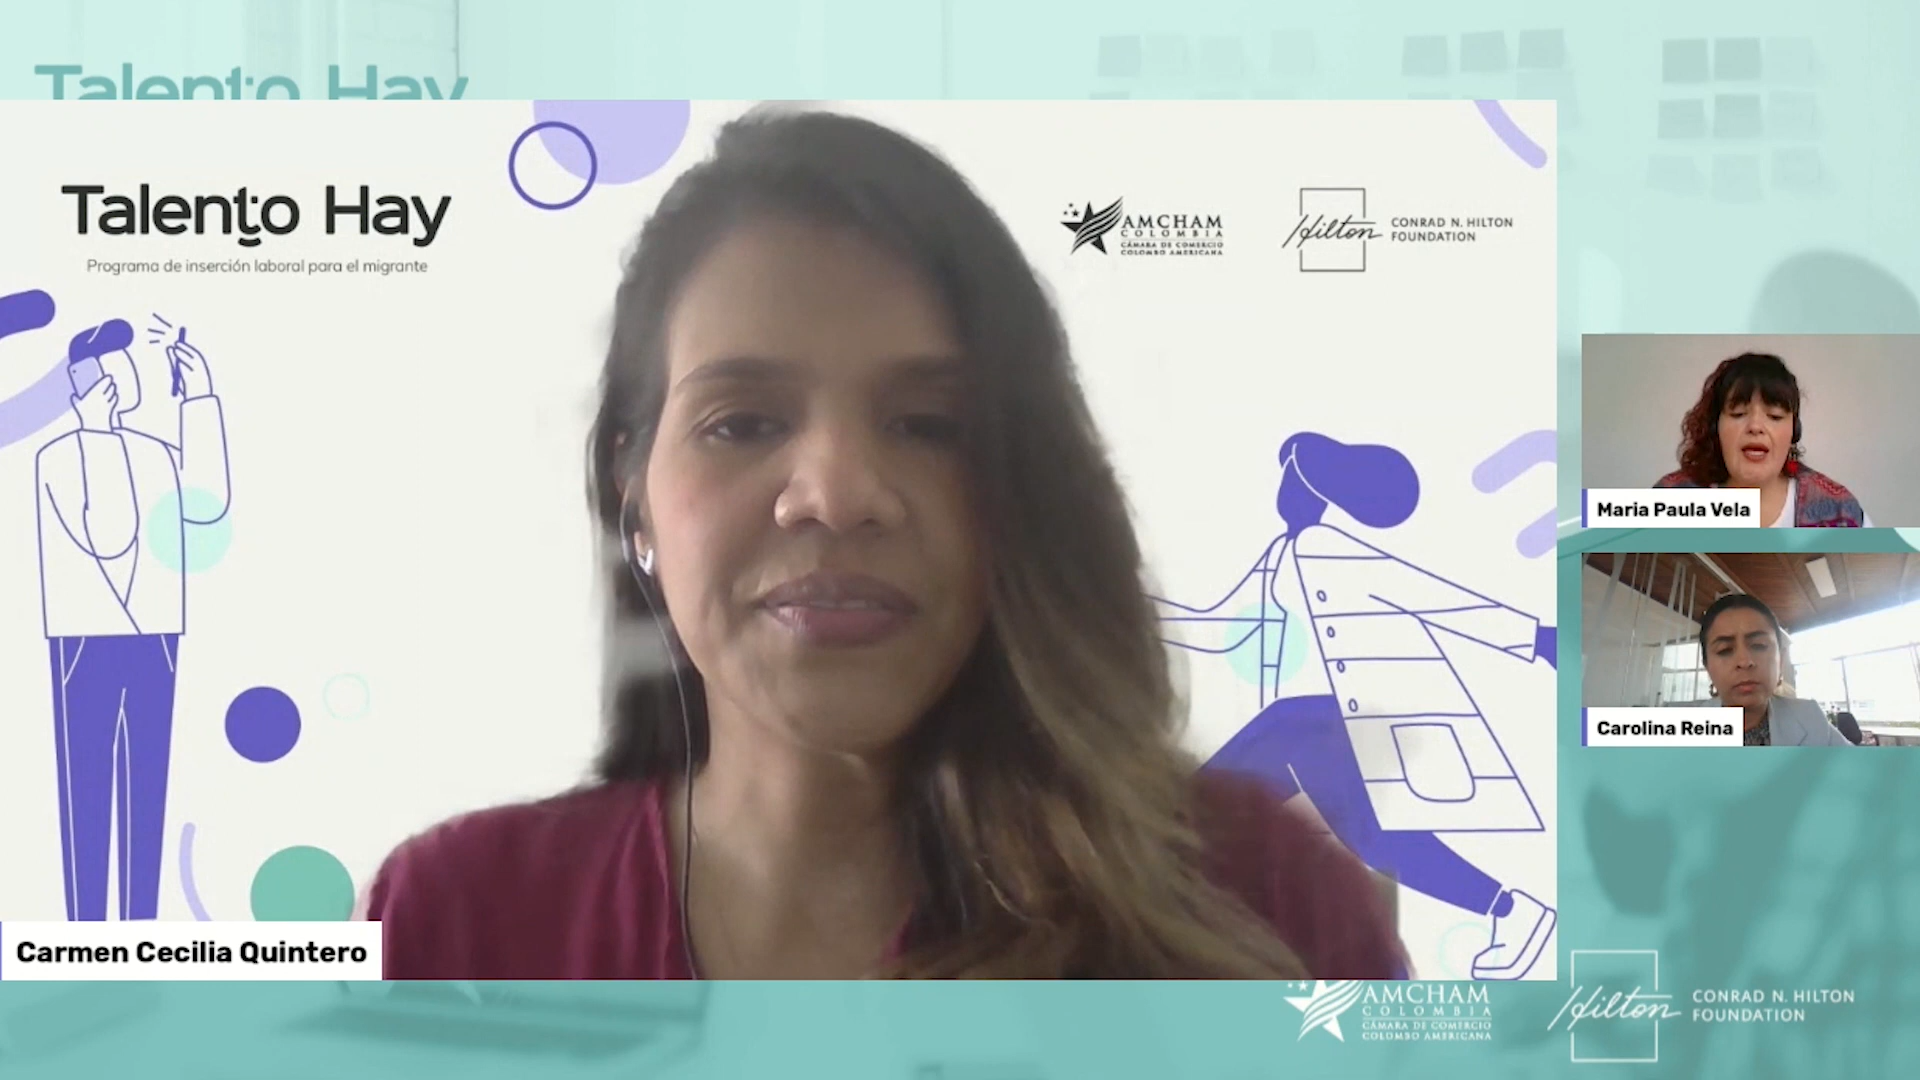 Talento Hay
Talento Hay
Programa de inserción laboral para el migrante
AMCHAM
COLOMBIA
CÁMARA DE COMERCIO
COLOMBO AMERICANA
Hilton
CONRAD N. HILTON
FOUNDATION
Maria Paula Vela
Carolina Reina
Carmen Cecilia Quintero
AMCHAM
COLOMBIA
CÁMARA DE COMERCIO
COLOMBO AMERICANA
Hilton
CONRAD N. HILTON
FOUNDATION